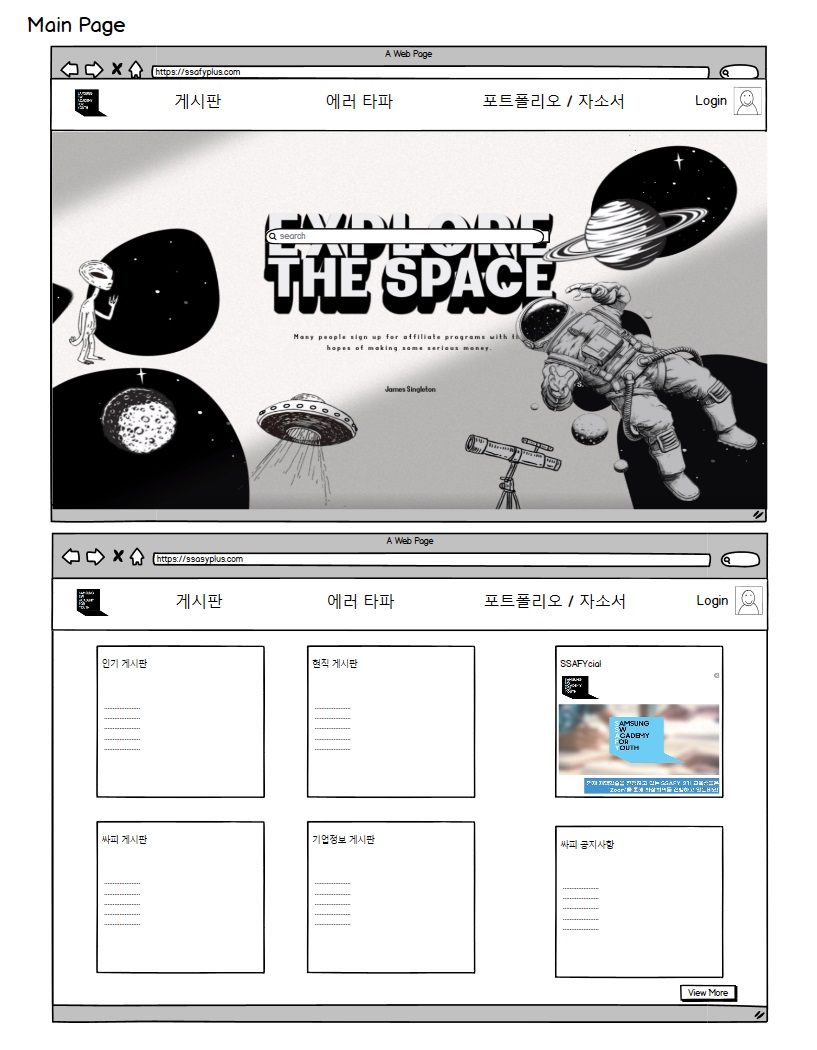 Main Page
A Web Page
https://ssafyplus.com
게시판
에러 타파
포트폴리오 / 자소서
Login
EXPLORE
search
THE SPACE
Many people sign up for affiliate programs with th
hopes of making some serious money.
James Singleton
A Web Page
https://ssasyplus.com
게시판
에러 타파
포트폴리오 / 자소서
Login
인기 게시판
현직 게시판
SSAFYcial
AMSUNG
W
CADEMY
OR
OUTH
싸피 게시판
기업정보 게시판
싸피 공지사항
View More